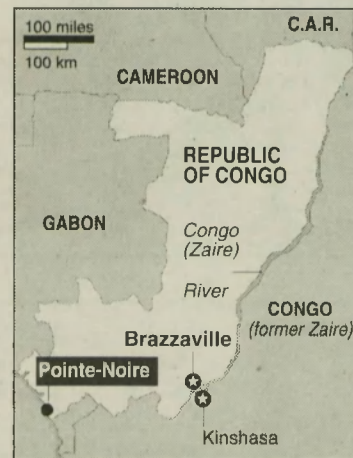 100 miles
100 km
C.A.R.
CAMEROON
REPUBLIC
OF CONGO
GABON
Congo
(Zaire)
River
CONGO
(former Zaire)
Brazzaville
Pointe-Noire
Kinshasa